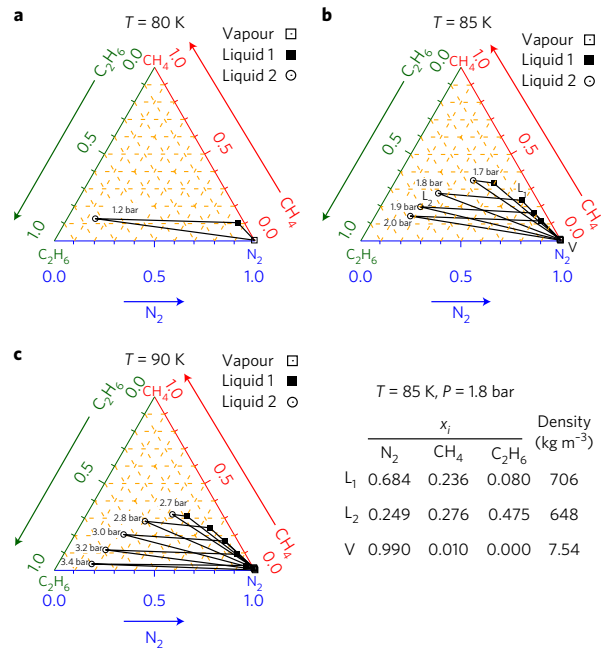 a
T = 80 K
Vapour
Liquid 1
Liquid 2
C2H6
0.0
CH4
1.0
0.5
0.5
1.2 bar
CH4
1.0
0.0
C2H6
N2
0.0
0.5
1.0
N2
b
T = 85 K
Vapour
Liquid 1
Liquid 2
C2H6
0.0
CH4
1.0
0.5
0.5
1.7 bar
1.8 bar
L1
L2
1.9 bar
2.0 bar
CH4
1.0
0.0
V
C2H6
N2
0.0
0.5
1.0
N2
c
T = 90 K
Vapour
Liquid 1
Liquid 2
C2H6
0.0
CH4
1.0
0.5
0.5
2.7 bar
2.8 bar
3.0 bar
3.2 bar
3.4 bar
CH4
1.0
0.0
C2H6
N2
0.0
0.5
1.0
N2
T = 85 K, P = 1.8 bar
xi Density
N2 CH4 C2H6 (kg m−3)
L1 0.684 0.236 0.080 706
L2 0.249 0.276 0.475 648
V 0.990 0.010 0.000 7.54